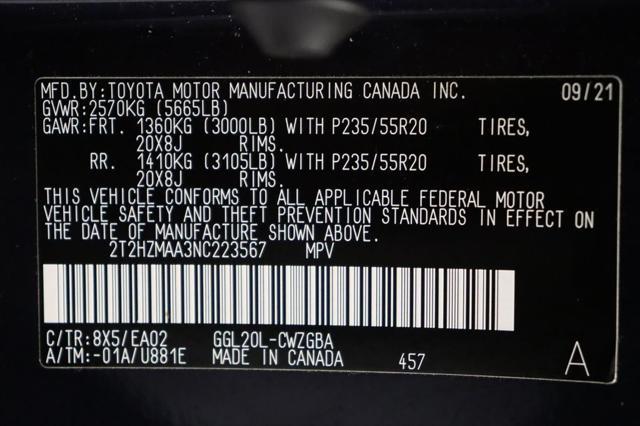 MFD.BY:TOYOTA MOTOR MANUFACTURING CANADA INC. 09/21
GVWR:2570KG (5665LB)
GAWR:FRT. 1360KG (3000LB) WITH P235/55R20 TIRES,
20X8J RIMS.
RR. 1410KG (3105LB) WITH P235/55R20 TIRES,
20X8J RIMS.
THIS VEHICLE CONFORMS TO ALL APPLICABLE FEDERAL MOTOR
VEHICLE SAFETY AND THEFT PREVENTION STANDARDS IN EFFECT ON
THE DATE OF MANUFACTURE SHOWN ABOVE.
2T2HZMAA3NC223567 MPV
C/TR:8X5/EA02 GGL20L-CWZGBA
A/TM:-01A/U881E MADE IN CANADA 457 A